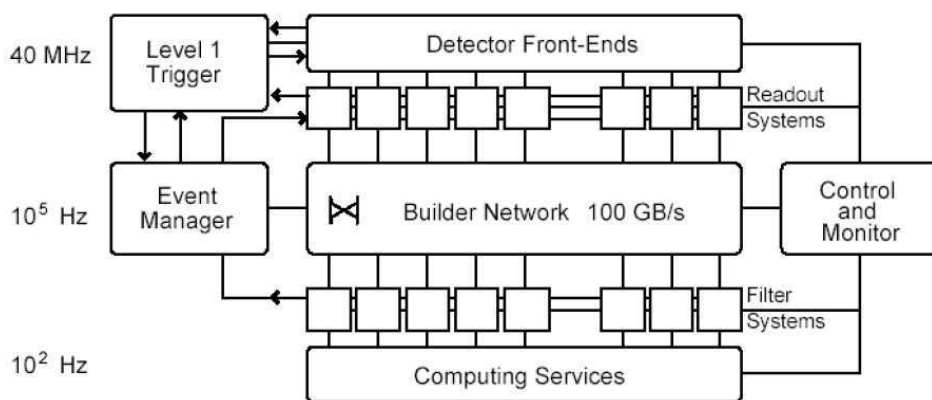 40 MHz
Level 1
Trigger
Detector Front-Ends
Readout
Systems
10⁵ Hz
Event
Manager
Builder Network 100 GB/s
Control
and
Monitor
Filter
Systems
10² Hz
Computing Services